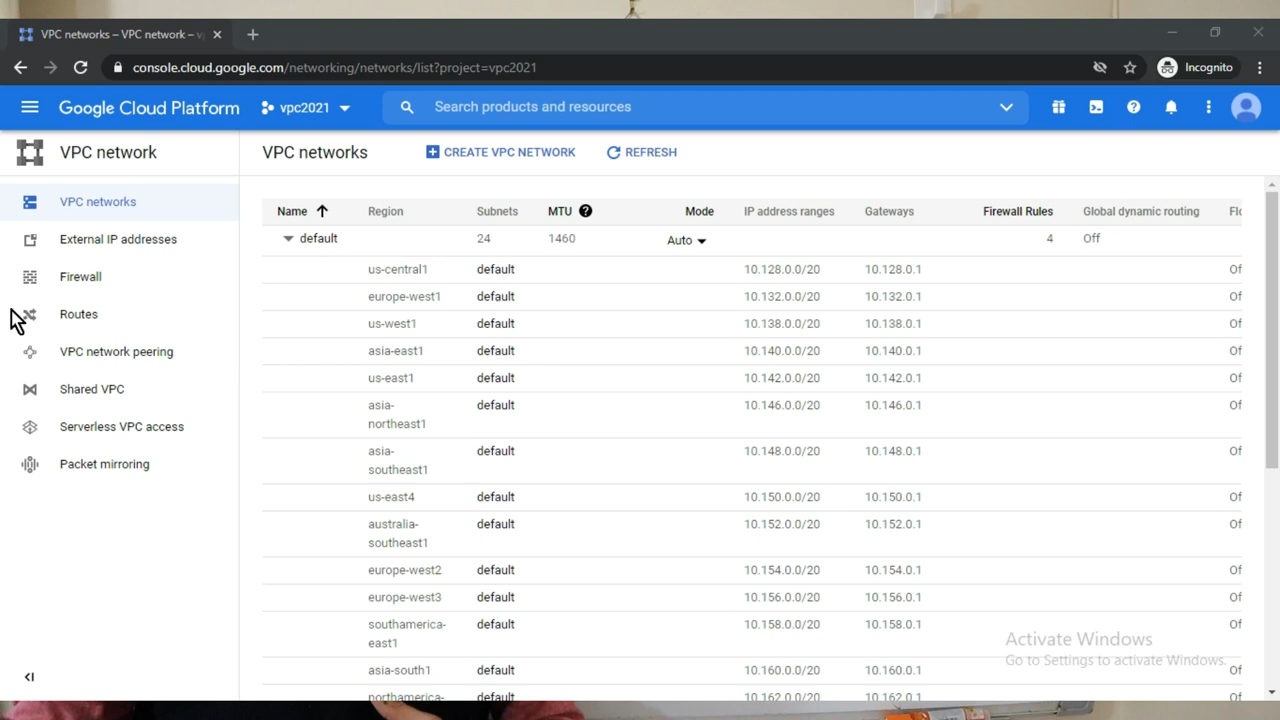 VPC networks – VPC network – v
console.cloud.google.com/networking/networks/list?project=vpc2021
Incognito
Google Cloud Platform
vpc2021
Search products and resources
VPC network
VPC networks
CREATE VPC NETWORK
REFRESH
VPC networks
External IP addresses
Firewall
Routes
VPC network peering
Shared VPC
Serverless VPC access
Packet mirroring
Name Region Subnets MTU Mode IP address ranges Gateways Firewall Rules Global dynamic routing Flo
default 24 1460 Auto 4 Off
us-central1 default 10.128.0.0/20 10.128.0.1 Of
europe-west1 default 10.132.0.0/20 10.132.0.1 Of
us-west1 default 10.138.0.0/20 10.138.0.1 Of
asia-east1 default 10.140.0.0/20 10.140.0.1 Of
us-east1 default 10.142.0.0/20 10.142.0.1 Of
asia- default 10.146.0.0/20 10.146.0.1 Of
northeast1
asia- default 10.148.0.0/20 10.148.0.1 Of
southeast1
us-east4 default 10.150.0.0/20 10.150.0.1 Of
australia- default 10.152.0.0/20 10.152.0.1 Of
southeast1
europe-west2 default 10.154.0.0/20 10.154.0.1 Of
europe-west3 default 10.156.0.0/20 10.156.0.1 Of
southamerica- default 10.158.0.0/20 10.158.0.1 Of
east1
asia-south1 default 10.160.0.0/20 10.160.0.1 Of
northamerica- default 10.162.0.0/20 10.162.0.1 Of
Activate Windows
Go to Settings to activate Windows.